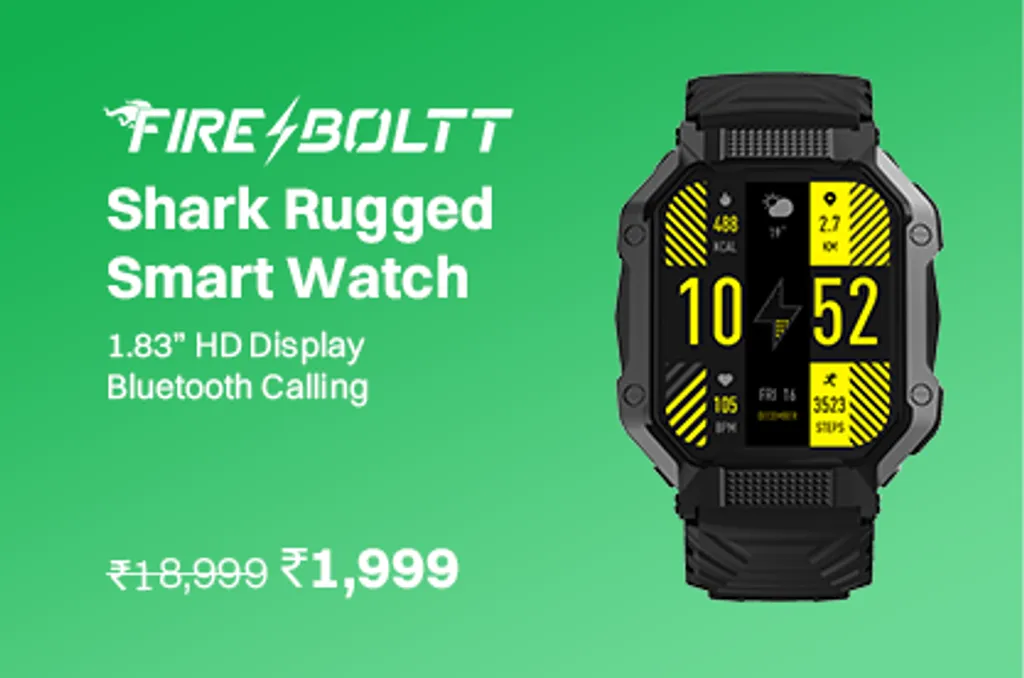 FIRE BOLTT
Shark Rugged
Smart Watch
1.83” HD Display
Bluetooth Calling
₹18,999 ₹1,999
488
KCAL
19°
2.7
KM
10 52
105
BPM
FRI 16
DECEMBER
3523
STEPS